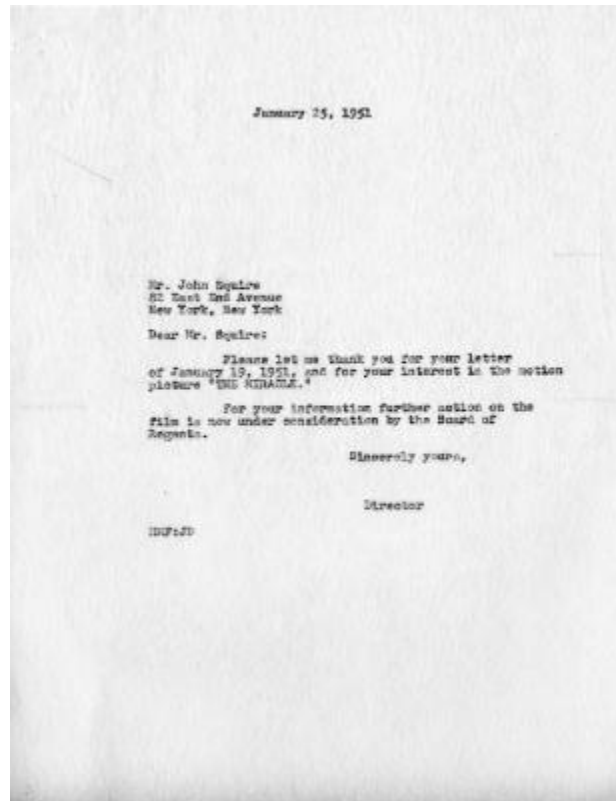 January 25, 1951
Mr. John Squire
82 East End Avenue
New York, New York
Dear Mr. Squire:
Please let me thank you for your letter
of January 19, 1951, and for your interest in the motion
picture "THE MIRACLE."
For your information further action on the
film is now under consideration by the Board of
Regents.
Sincerely yours,
Director